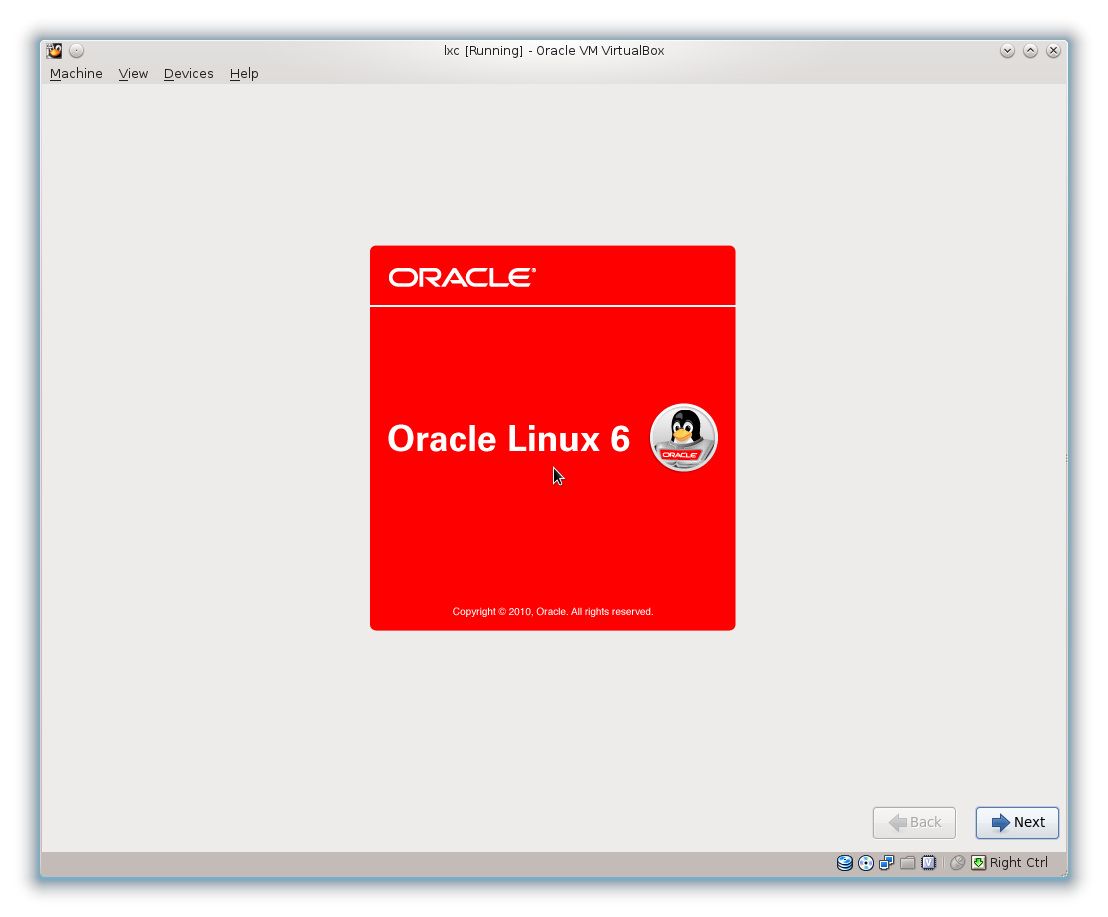 lxc [Running] - Oracle VM VirtualBox
Machine View Devices Help
ORACLE®
Oracle Linux 6
ORACLE
Copyright © 2010, Oracle. All rights reserved.
Back Next
V
Right Ctrl